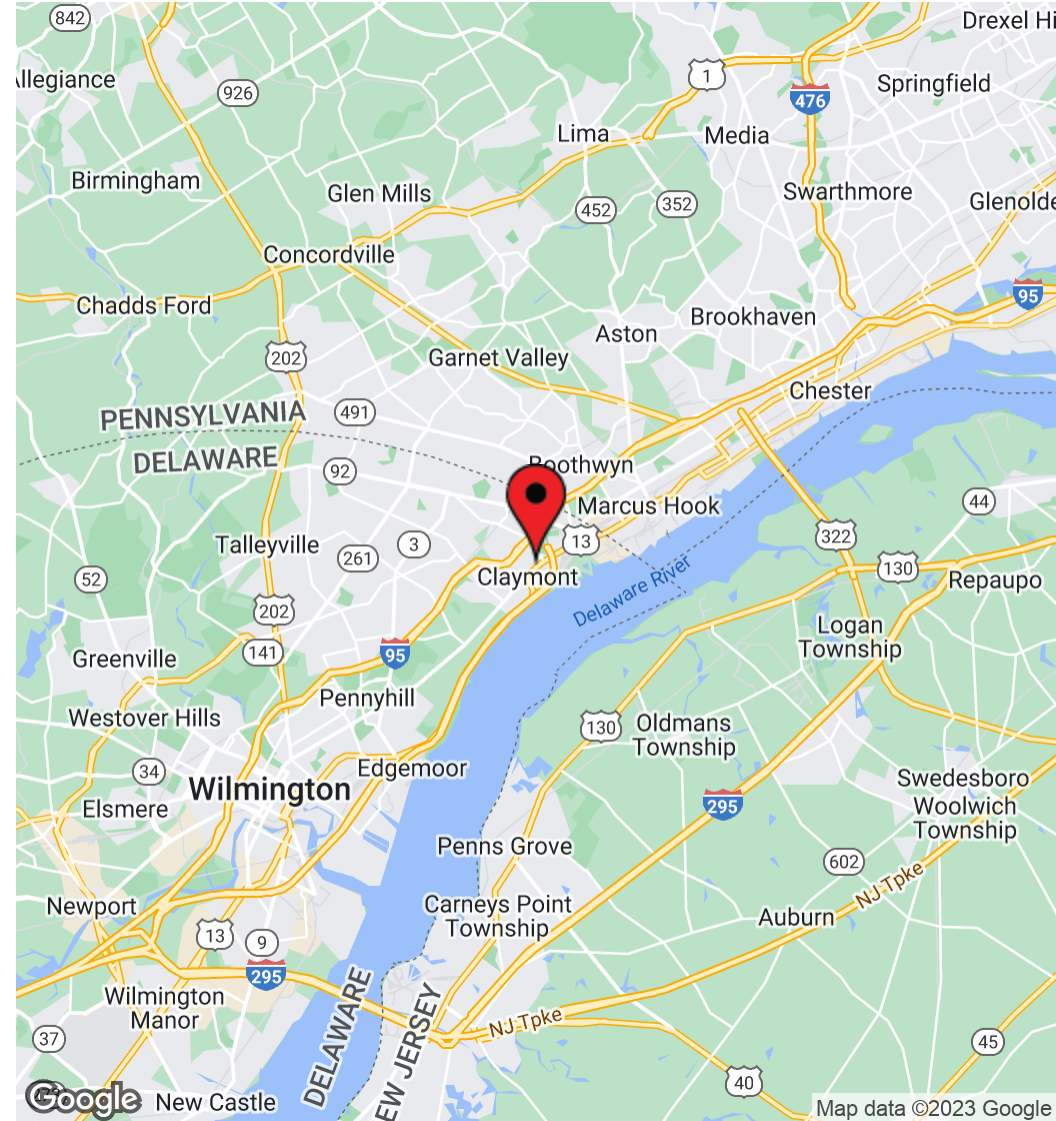 842
Drexel Hi
1
llegiance
926
476
Springfield
Lima
Media
Birmingham
Glen Mills
Swarthmore
452
352
Glenolde
Concordville
Chadds Ford
95
Brookhaven
Aston
202
Garnet Valley
Chester
PENNSYLVANIA
491
DELAWARE
92
Boothwyn
Marcus Hook
44
13
322
Talleyville
261
3
Claymont
Delaware River
130
Repaupo
52
202
Logan
Township
141
95
Greenville
Pennyhill
Westover Hills
130
Oldmans
Township
34
Edgemoor
Wilmington
Elsmere
295
Swedesboro
Woolwich
Township
Penns Grove
602
NJ Tpke
Newport
Carneys Point
Township
Auburn
13
9
295
Wilmington
Manor
DELAWARE
EW JERSEY
NJ Tpke
37
45
40
Google
New Castle
Map data ©2023 Google